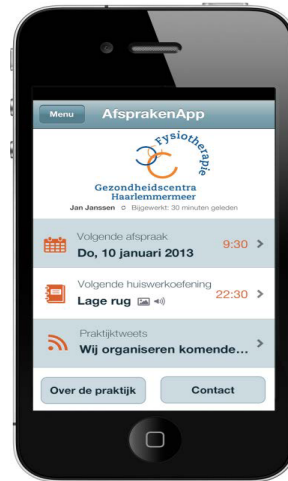 Menu AfsprakenApp
Fysiotherapie
Gezondheidscentra
Haarlemmermeer
Jan Janssen Bijgewerkt: 30 minuten geleden
Volgende afspraak
Do, 10 januari 2013 9:30
Volgende huiswerkoefening
Lage rug 22:30
Praktijktweets
Wij organiseren komende...
Over de praktijk Contact